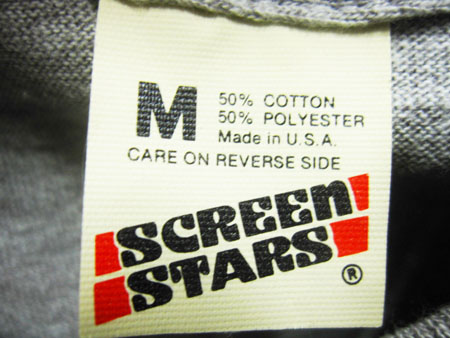 M
50% COTTON
50% POLYESTER
Made in U.S.A.
CARE ON REVERSE SIDE
SCREEN
STARS
®